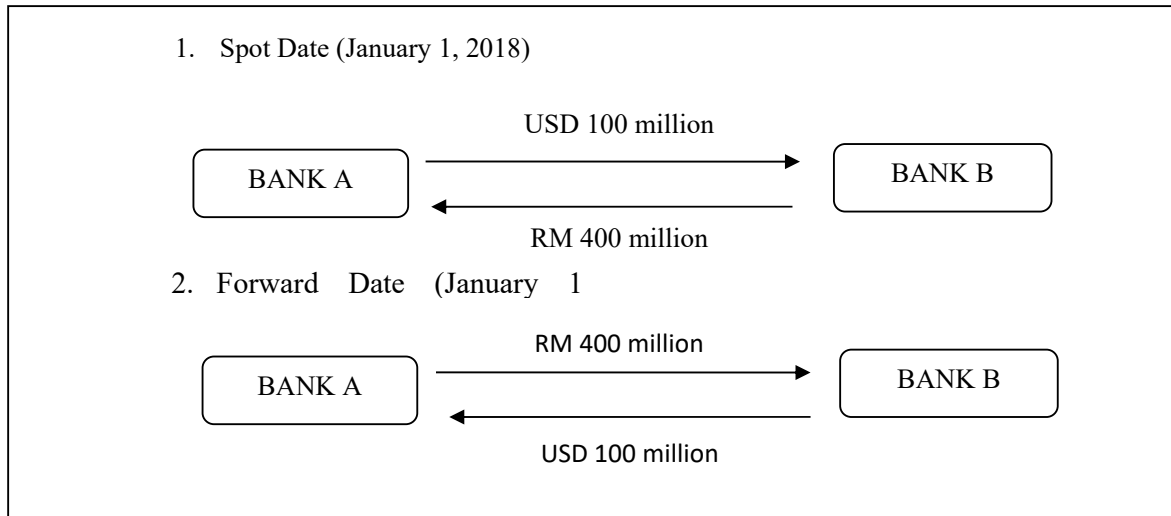 1. Spot Date (January 1, 2018)
USD 100 million
BANK A
BANK B
RM 400 million
2. Forward Date (January 1
RM 400 million
BANK A
BANK B
USD 100 million